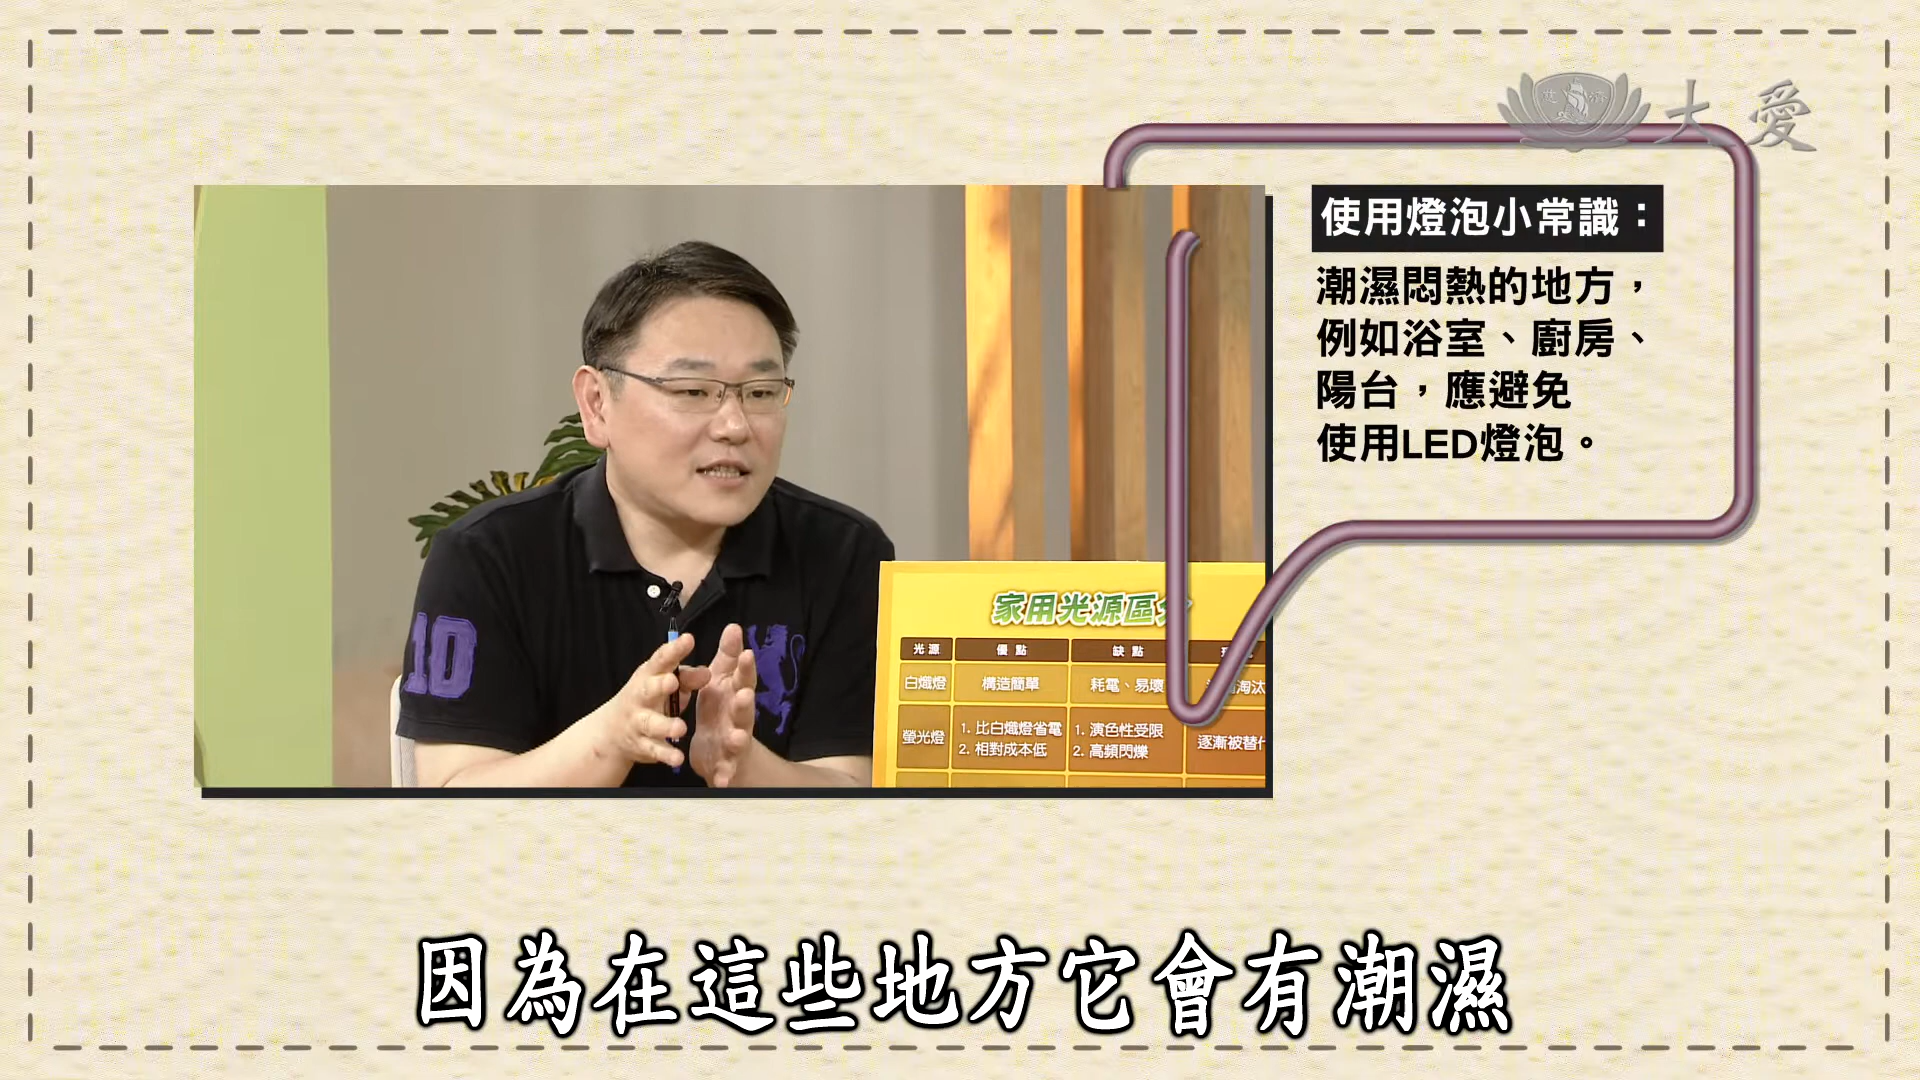 大愛
使用燈泡小常識：
潮濕悶熱的地方，
例如浴室、廚房、
陽台，應避免
使用LED燈泡。
10
家用光源區
光源 優點 缺點
白熾燈 構造簡單 耗電、易壞 淘汰
螢光燈 1. 比白熾燈省電 2. 相對成本低 1. 演色性受限 2. 高頻閃爍 逐漸被替代
因為在這些地方它會有潮濕